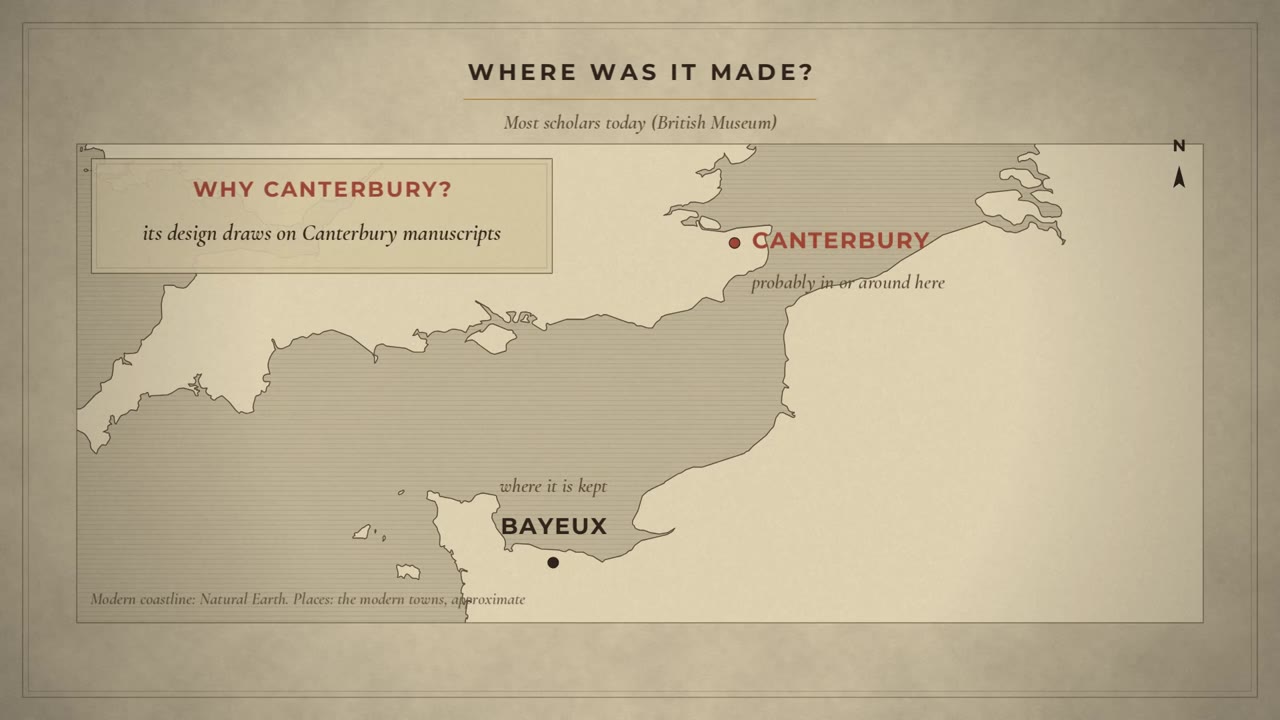 WHERE WAS IT MADE?
Most scholars today (British Museum)
N
WHY CANTERBURY?
its design draws on Canterbury manuscripts
CANTERBURY
probably in or around here
where it is kept
BAYEUX
Modern coastline: Natural Earth. Places: the modern towns, approximate